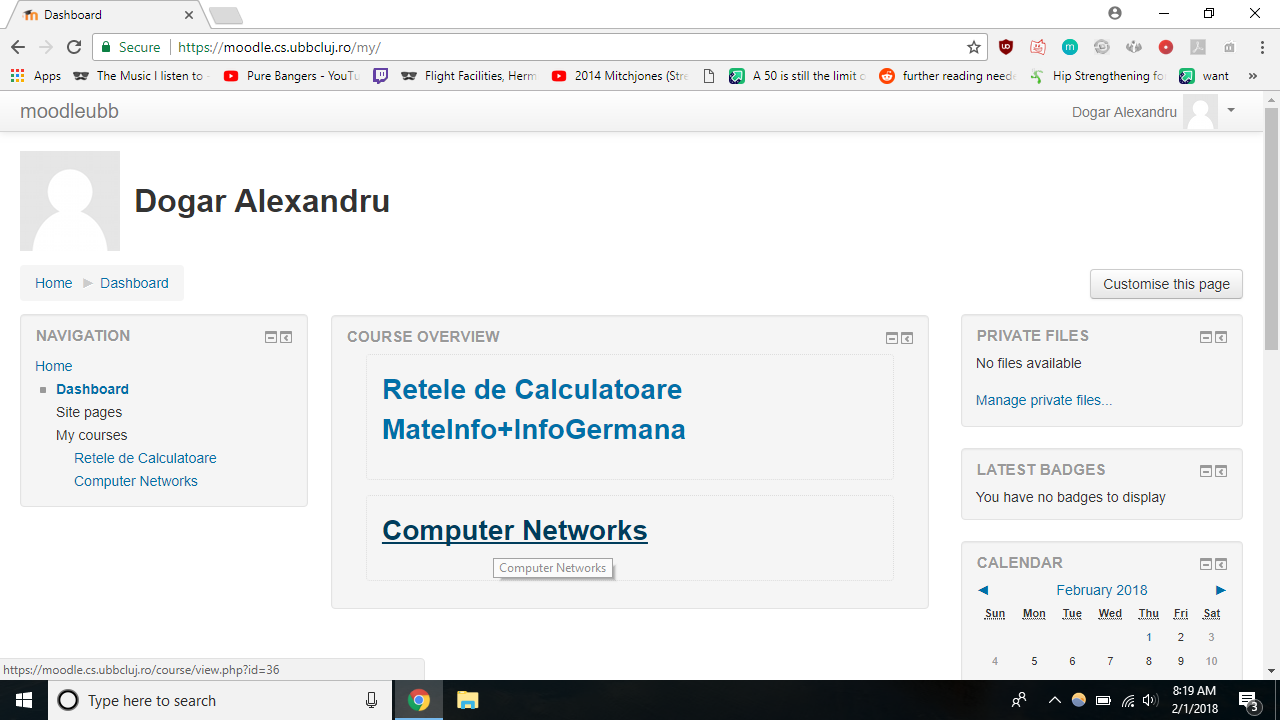 Dashboard
Secure
https://moodle.cs.ubbcluj.ro/my/
Apps
The Music I listen to
Pure Bangers - YouTu
Flight Facilities, Herm
2014 Mitchjones (Stre
A 50 is still the limit o
further reading neede
Hip Strengthening fo
want
»
moodleubb
Dogar Alexandru
Dogar Alexandru
Home ► Dashboard
Customise this page
NAVIGATION
Home
Dashboard
Site pages
My courses
Retele de Calculatoare
Computer Networks
COURSE OVERVIEW
Retele de Calculatoare
MateInfo+InfoGermana
Computer Networks
Computer Networks
PRIVATE FILES
No files available
Manage private files...
LATEST BADGES
You have no badges to display
CALENDAR
◄ February 2018 ►
Sun Mon Tue Wed Thu Fri Sat
1 2 3
4 5 6 7 8 9 10
https://moodle.cs.ubbcluj.ro/course/view.php?id=36
Type here to search
8:19 AM
2/1/2018
3